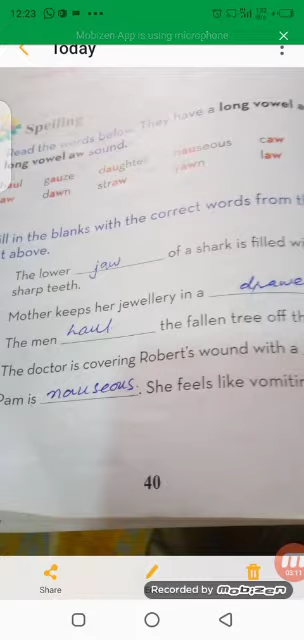 12:23
Mobizen App is using microphone
Today
Spelling
Read the words below. They have a long vowel a
long vowel aw sound.
haul gauze daughter nauseous caw
aw dawn straw yawn law
ill in the blanks with the correct words from th
t above.
The lower jaw of a shark is filled wi
sharp teeth.
Mother keeps her jewellery in a drawe
The men haul the fallen tree off th
The doctor is covering Robert's wound with a
Pam is nauseous. She feels like vomitin
40
Share
Recorded by Mobizen
03:11